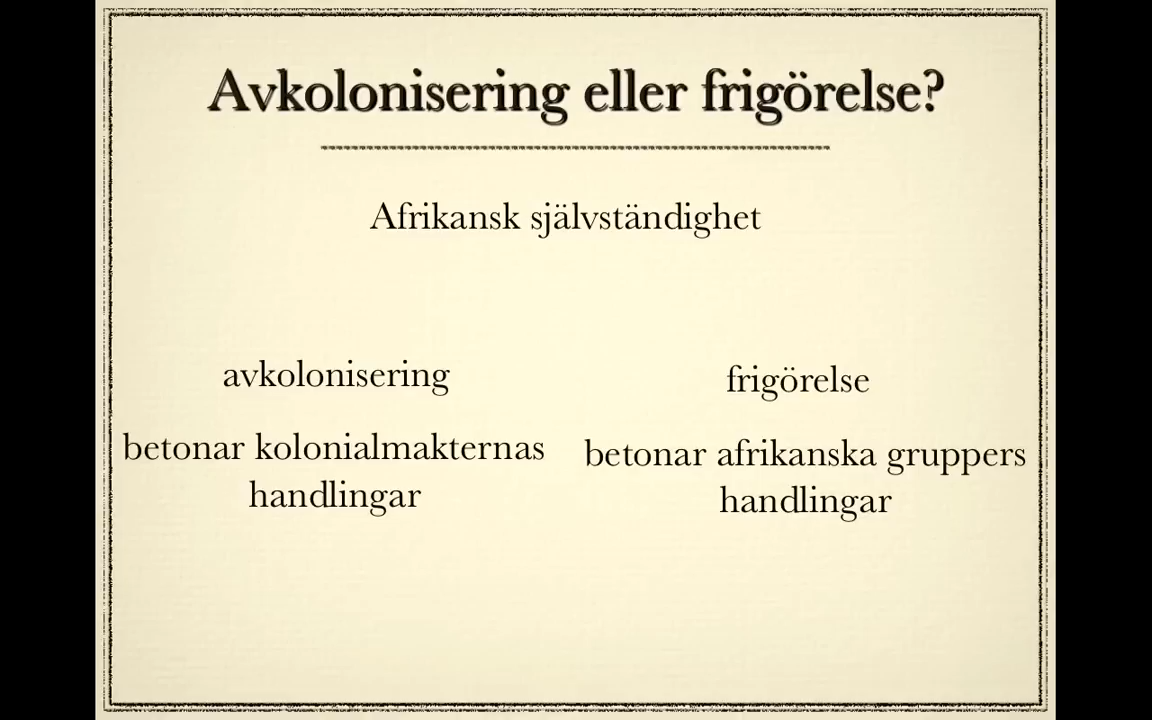 Avkolonisering eller frigörelse?
Afrikansk självständighet
avkolonisering
betonar kolonialmakternas
handlingar
frigörelse
betonar afrikanska gruppers
handlingar